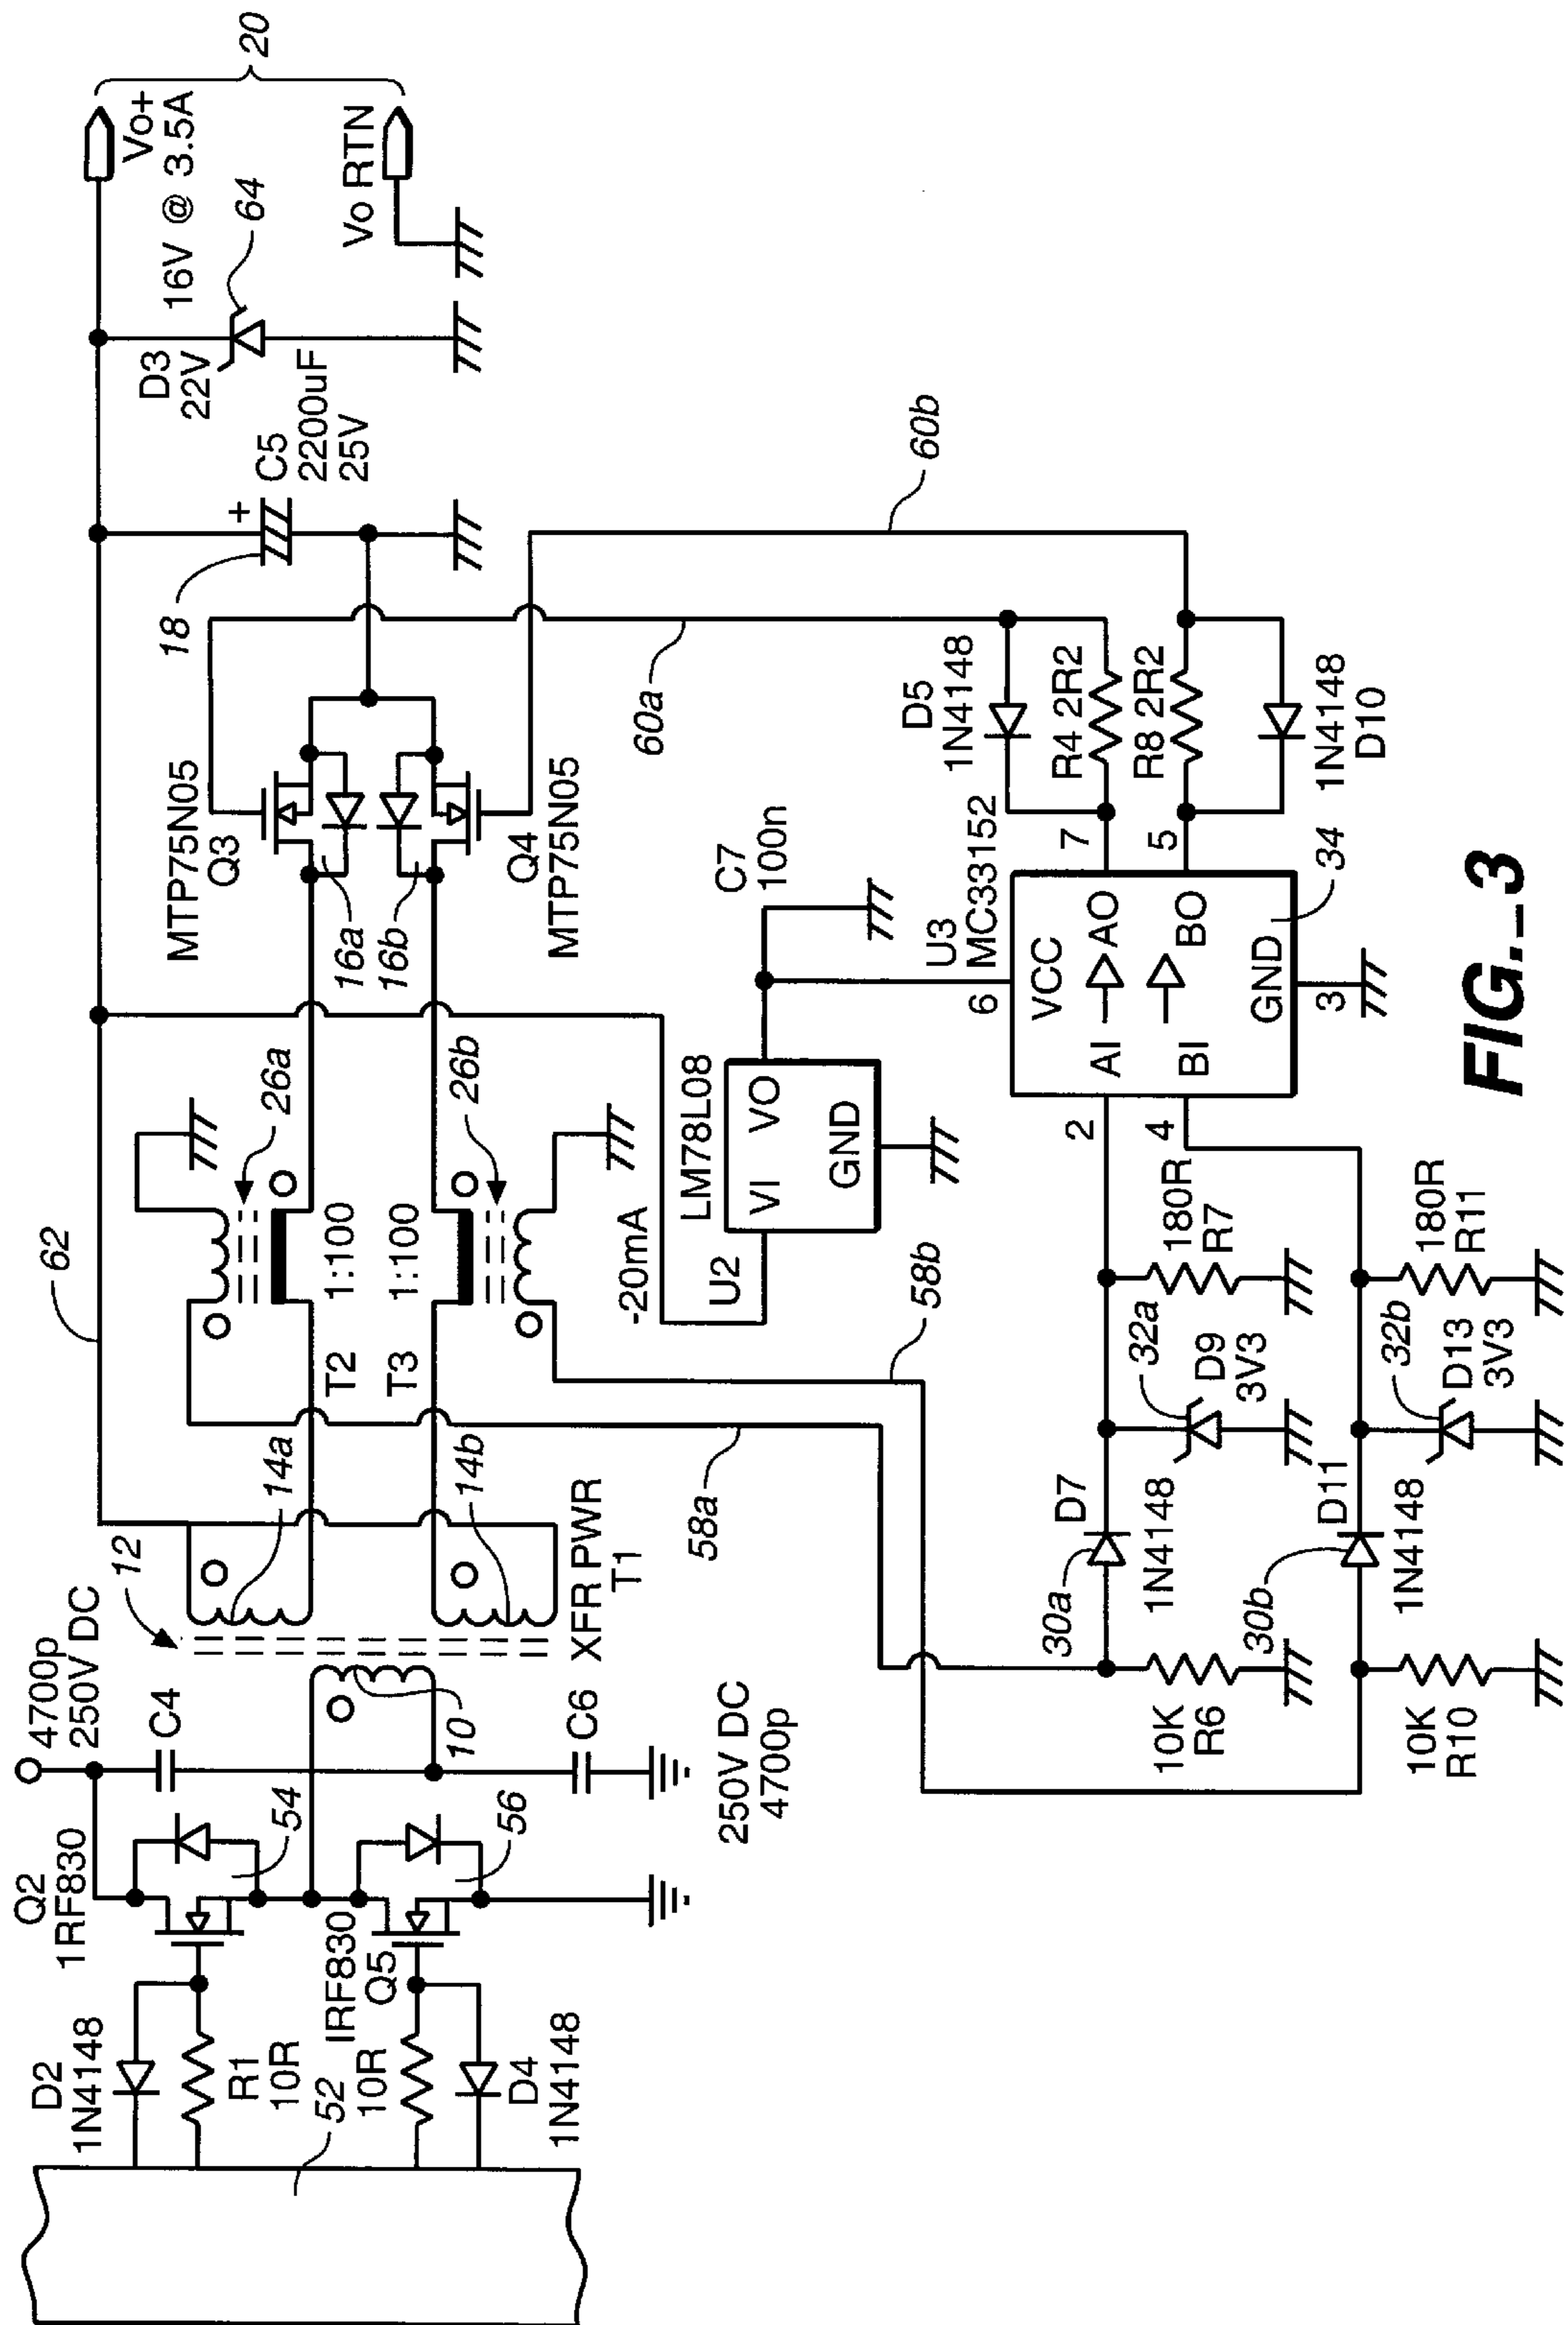 Q2
1RF830
4700p
250V DC
C4
D2
1N4148
R1
10R
52
IRF830
Q5
10R
D4
1N4148
54
56
10
C6
250V DC
4700p
12
14a
14b
XFR PWR
T1
62
26a
T2
1:100
T3
1:100
26b
-20mA
58a
58b
MTP75N05
Q3
16a
16b
Q4
MTP75N05
18
+
C5
2200uF
25V
D3
22V
64
Vo+
16V @ 3.5A
Vo RTN
20
60a
60b
U2
LM78L08
VI
VO
GND
C7
100n
U3
MC33152
6
VCC
AI
AO
BI
BO
GND
2
4
7
5
3
34
D5
1N4148
R4 2R2
R8 2R2
1N4148
D10
30a
D7
1N4148
32a
D9
3V3
180R
R7
10K
R6
30b
D11
1N4148
32b
D13
3V3
180R
R11
10K
R10
FIG._3